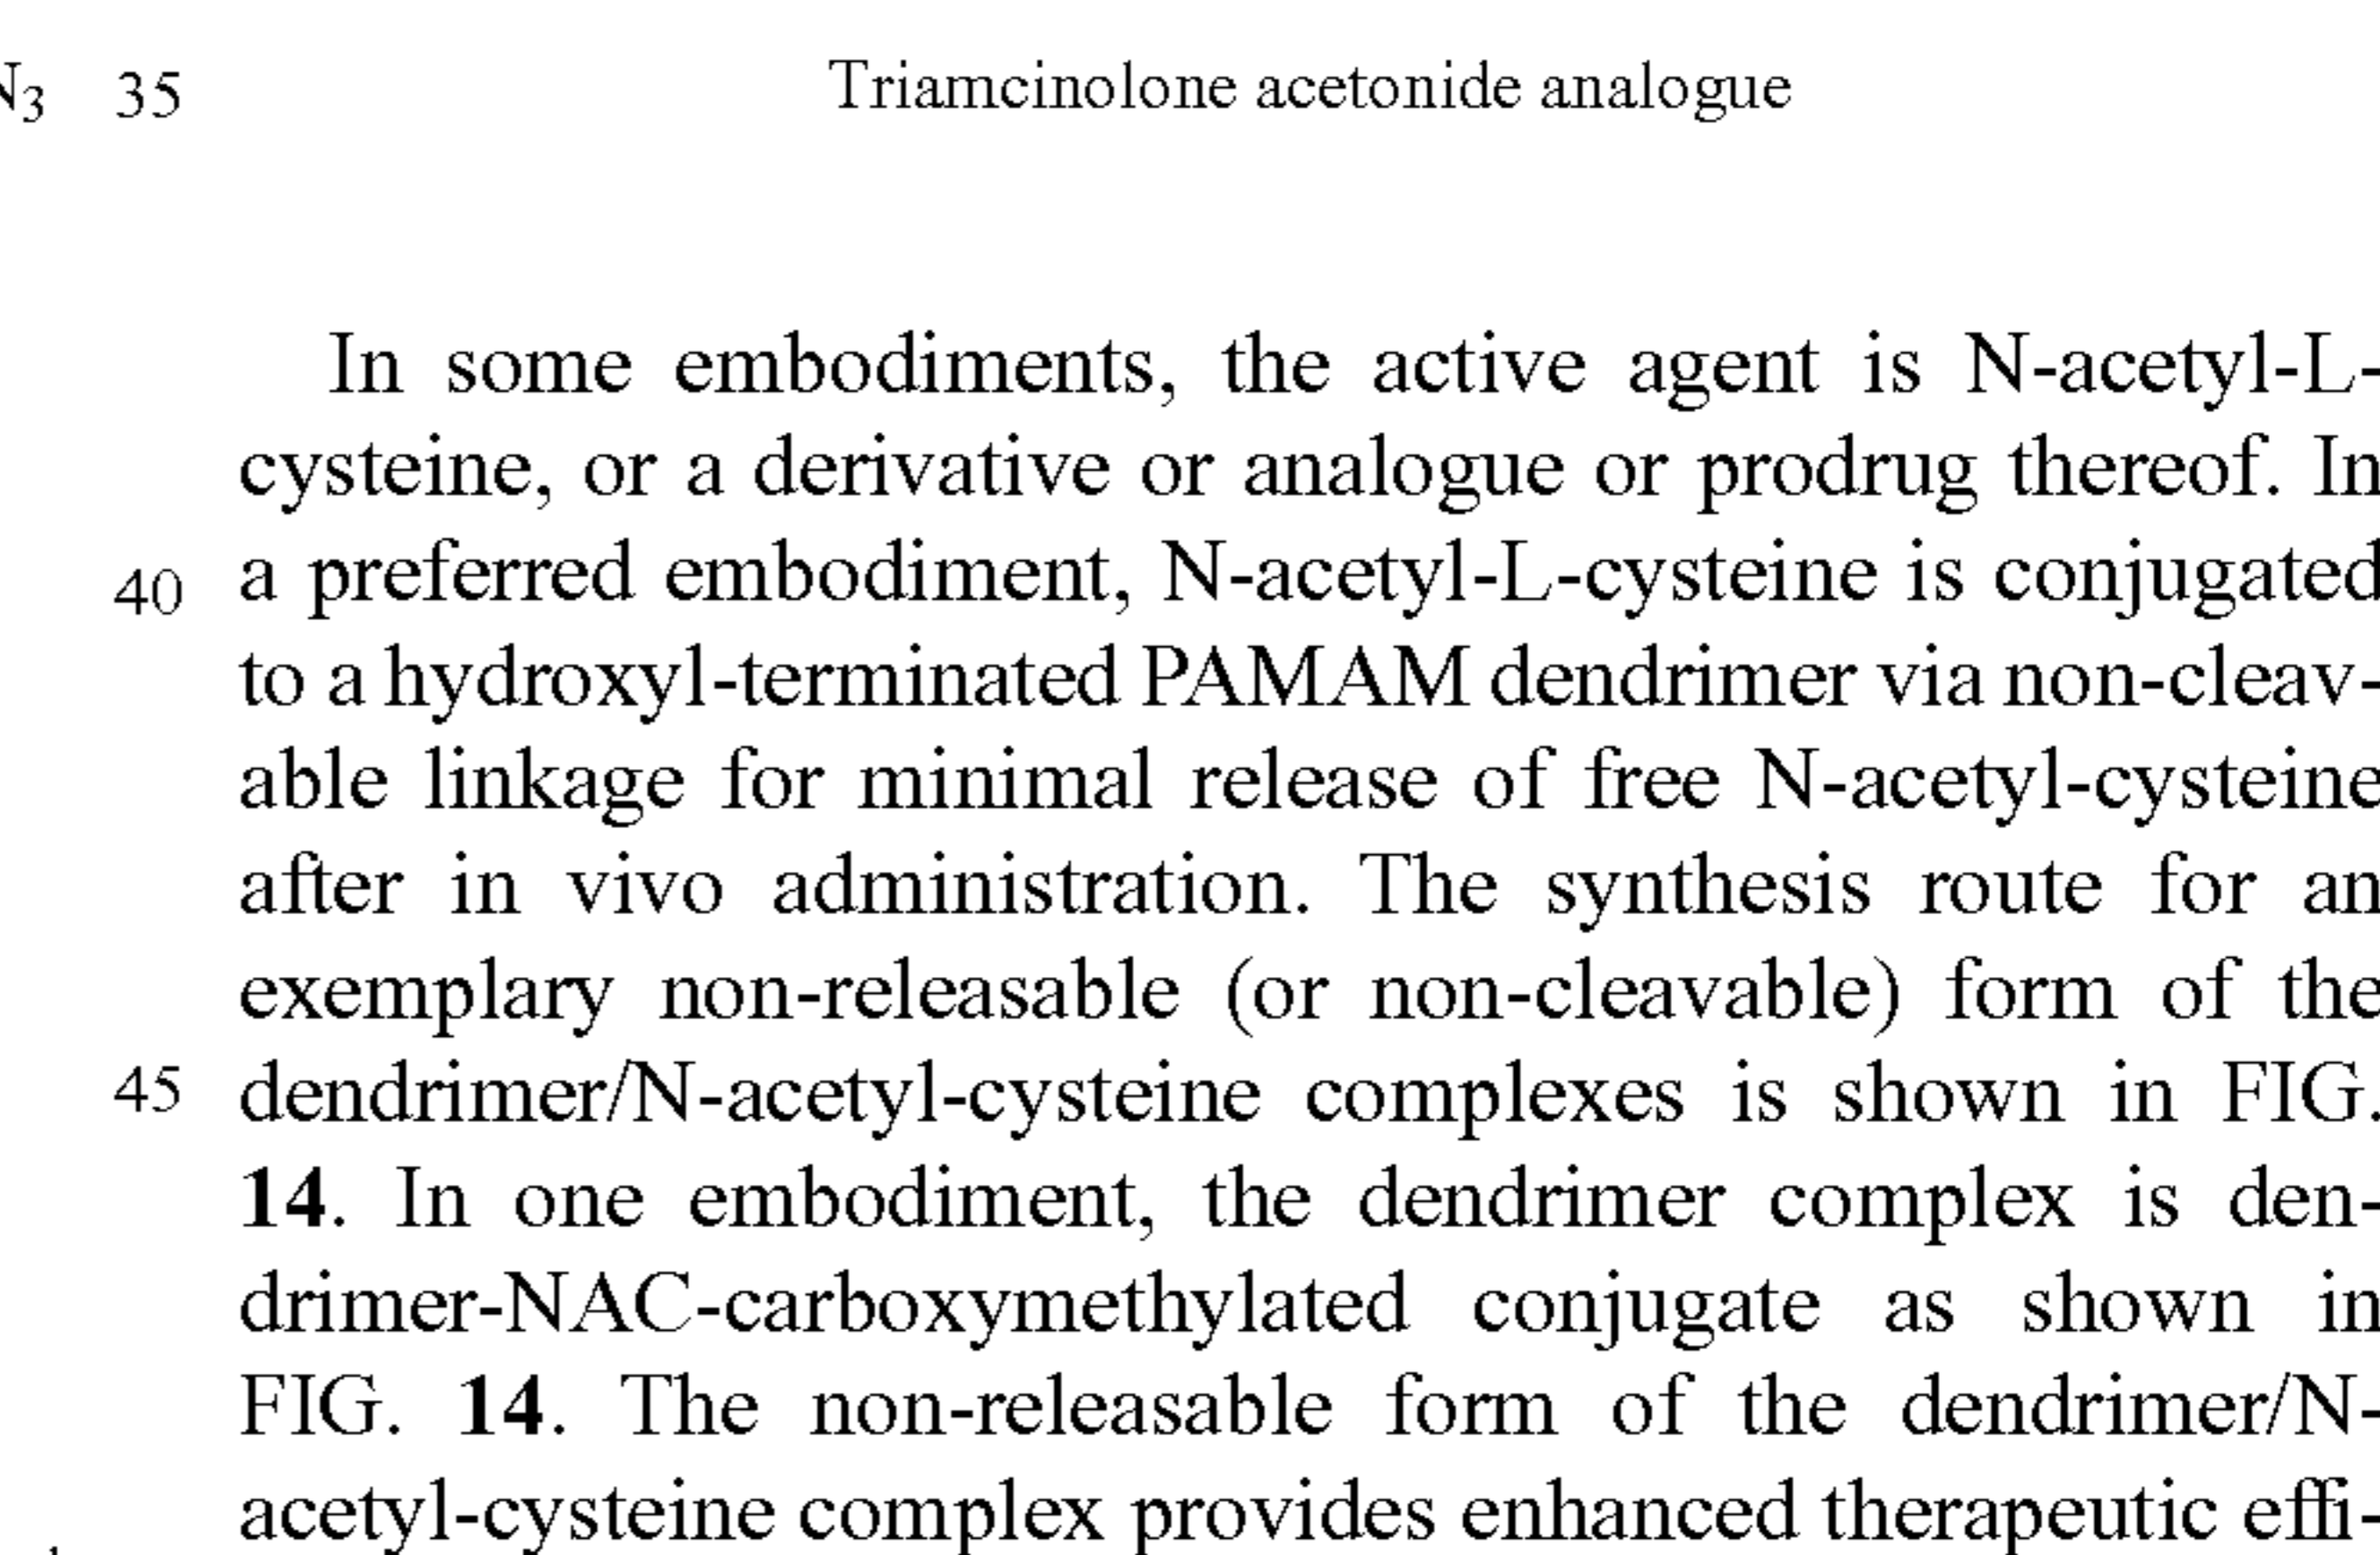 N3 35 Triamcinolone acetonide analogue
In some embodiments, the active agent is N-acetyl-L-
cysteine, or a derivative or analogue or prodrug thereof. In
40 a preferred embodiment, N-acetyl-L-cysteine is conjugated
to a hydroxyl-terminated PAMAM dendrimer via non-cleav-
able linkage for minimal release of free N-acetyl-cysteine
after in vivo administration. The synthesis route for an
exemplary non-releasable (or non-cleavable) form of the
45 dendrimer/N-acetyl-cysteine complexes is shown in FIG.
14. In one embodiment, the dendrimer complex is den-
drimer-NAC-carboxymethylated conjugate as shown in
FIG. 14. The non-releasable form of the dendrimer/N-
acetyl-cysteine complex provides enhanced therapeutic effi-